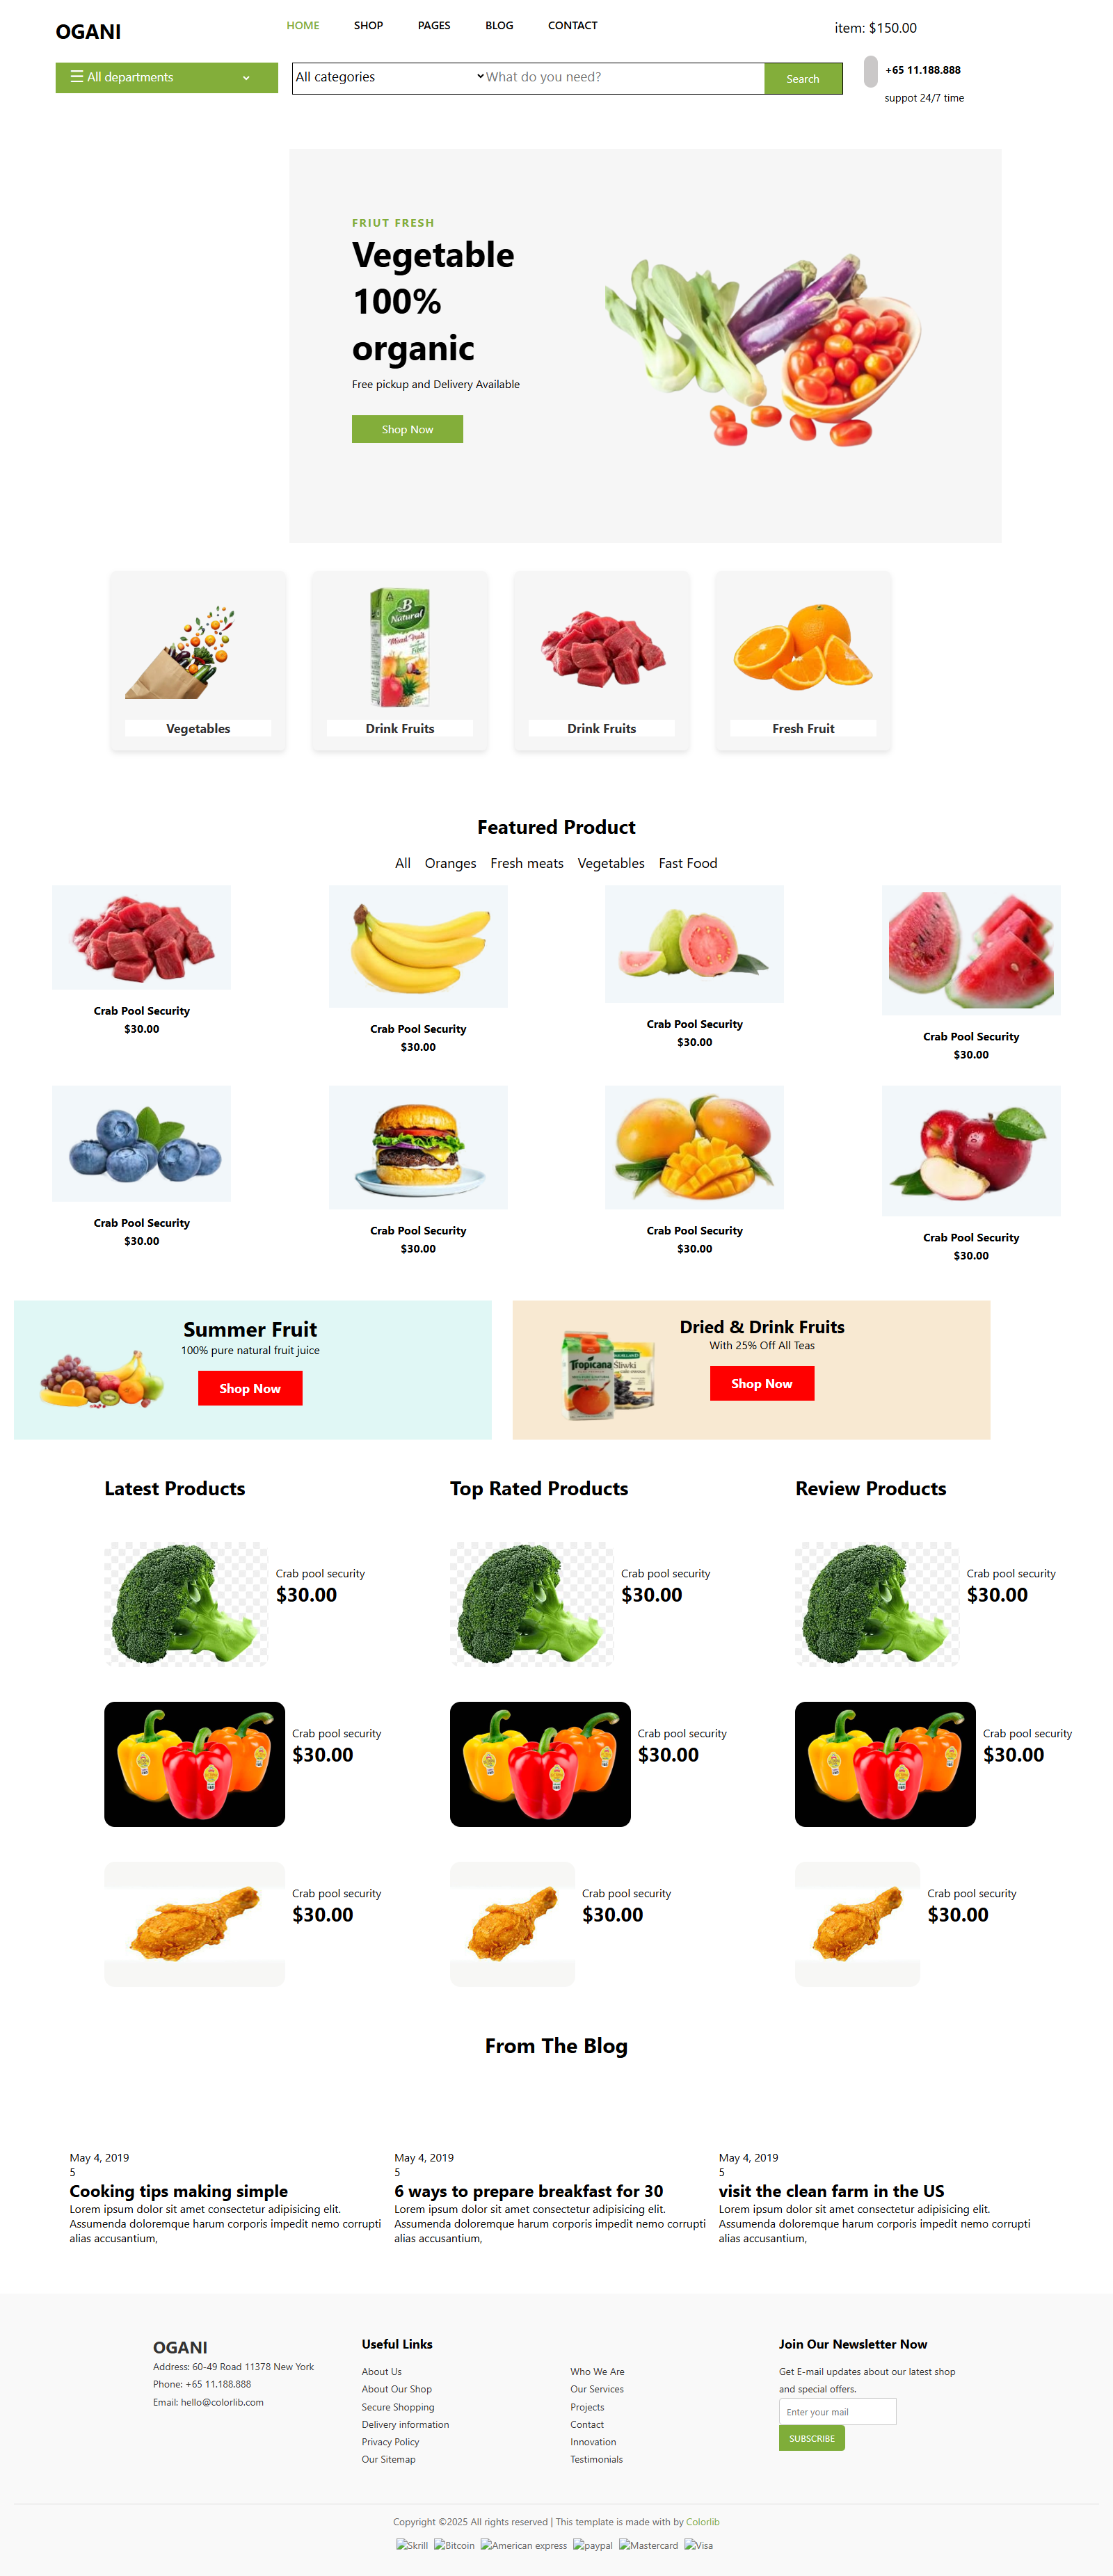 OGANI
HOME SHOP PAGES BLOG CONTACT
item: $150.00
☰ All departments
All categories
What do you need?
Search
+65 11.188.888
suppot 24/7 time
FRIUT FRESH
Vegetable
100%
organic
Free pickup and Delivery Available
Shop Now
B
Natural
Mixed Fruit
Fiber
Vegetables
Drink Fruits
Drink Fruits
Fresh Fruit
Featured Product
All Oranges Fresh meats Vegetables Fast Food
Crab Pool Security
$30.00
Crab Pool Security
$30.00
Crab Pool Security
$30.00
Crab Pool Security
$30.00
Crab Pool Security
$30.00
Crab Pool Security
$30.00
Crab Pool Security
$30.00
Crab Pool Security
$30.00
Summer Fruit
100% pure natural fruit juice
Shop Now
Tropicana
Śliwki
Dried & Drink Fruits
With 25% Off All Teas
Shop Now
Latest Products
Top Rated Products
Review Products
Crab pool security
$30.00
Crab pool security
$30.00
Crab pool security
$30.00
Crab pool security
$30.00
Crab pool security
$30.00
Crab pool security
$30.00
Crab pool security
$30.00
Crab pool security
$30.00
Crab pool security
$30.00
From The Blog
May 4, 2019
5
Cooking tips making simple
Lorem ipsum dolor sit amet consectetur adipisicing elit.
Assumenda doloremque harum corporis impedit nemo corrupti
alias accusantium,
May 4, 2019
5
6 ways to prepare breakfast for 30
Lorem ipsum dolor sit amet consectetur adipisicing elit.
Assumenda doloremque harum corporis impedit nemo corrupti
alias accusantium,
May 4, 2019
5
visit the clean farm in the US
Lorem ipsum dolor sit amet consectetur adipisicing elit.
Assumenda doloremque harum corporis impedit nemo corrupti
alias accusantium,
OGANI
Address: 60-49 Road 11378 New York
Phone: +65 11.188.888
Email: hello@colorlib.com
Useful Links
About Us
About Our Shop
Secure Shopping
Delivery information
Privacy Policy
Our Sitemap
Who We Are
Our Services
Projects
Contact
Innovation
Testimonials
Join Our Newsletter Now
Get E-mail updates about our latest shop
and special offers.
Enter your mail
SUBSCRIBE
Copyright ©2025 All rights reserved | This template is made with by Colorlib
Skrill Bitcoin American express paypal Mastercard Visa